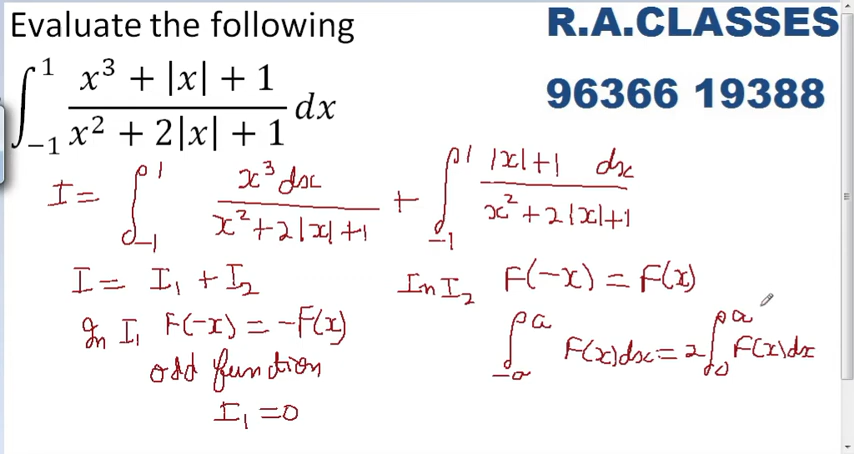 Evaluate the following
R.A.CLASSES
96366 19388
∫_{-1}^{1} (x³ + |x| + 1)/(x² + 2|x| + 1) dx
I = ∫_{-1}^{1} x³dx/(x²+2|x|+1) + ∫_{-1}^{1} |x|+1 dx/(x²+2|x|+1)
I = I₁ + I₂
In I₂ F(-x) = F(x)
In I₁ F(-x) = -F(x)
odd function
I₁ = 0
∫_{-a}^{a} F(x)dx = 2∫_{0}^{a} F(x)dx